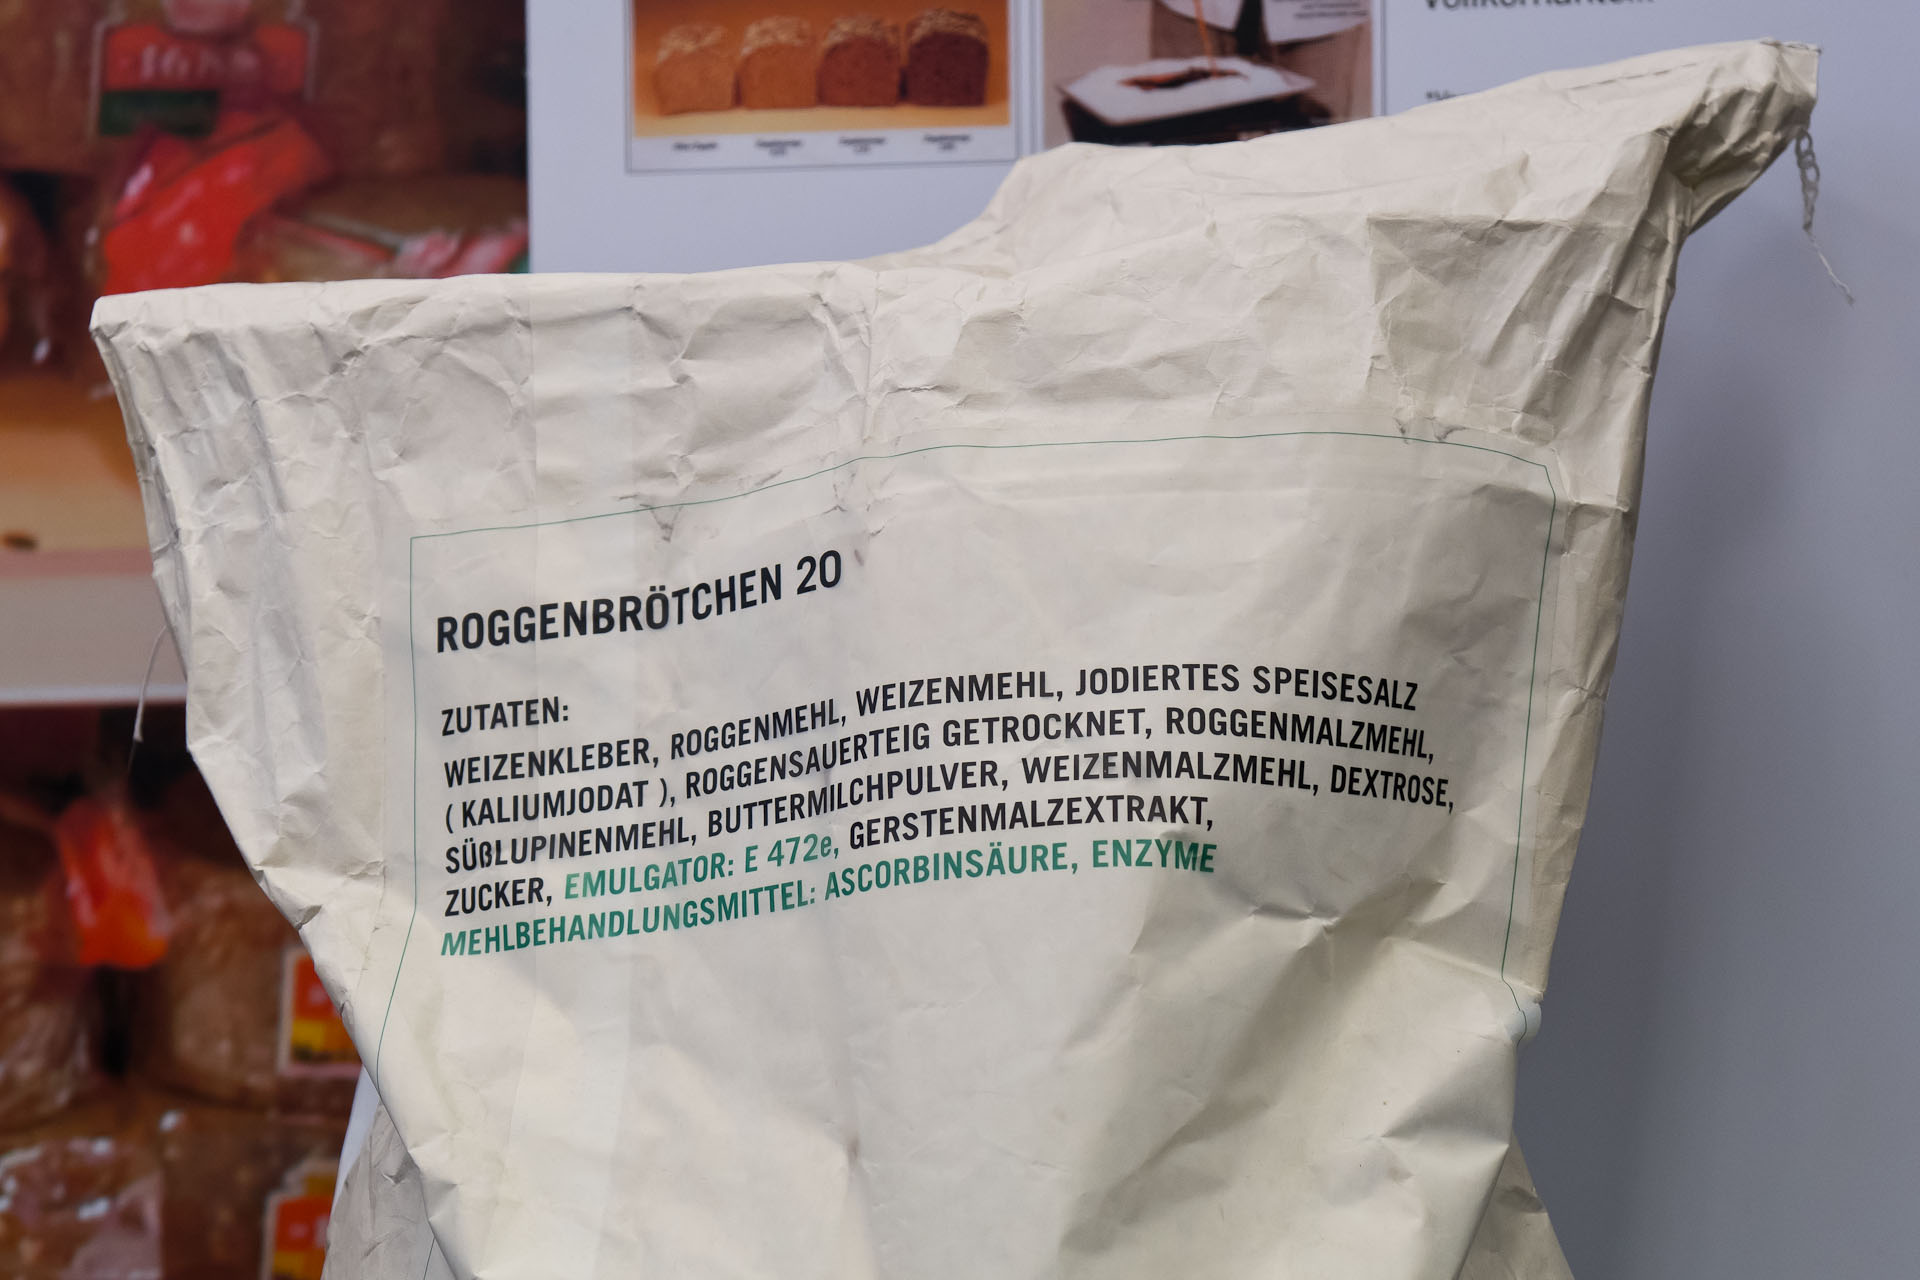 ROGGENBRÖTCHEN 20
ZUTATEN:
WEIZENKLEBER, ROGGENMEHL, WEIZENMEHL, JODIERTES SPEISESALZ
( KALIUMJODAT ), ROGGENSAUERTEIG GETROCKNET, ROGGENMALZMEHL,
SÜßLUPINENMEHL, BUTTERMILCHPULVER, WEIZENMALZMEHL, DEXTROSE,
ZUCKER, EMULGATOR: E 472e, GERSTENMALZEXTRAKT,
MEHLBEHANDLUNGSMITTEL: ASCORBINSÄURE, ENZYME